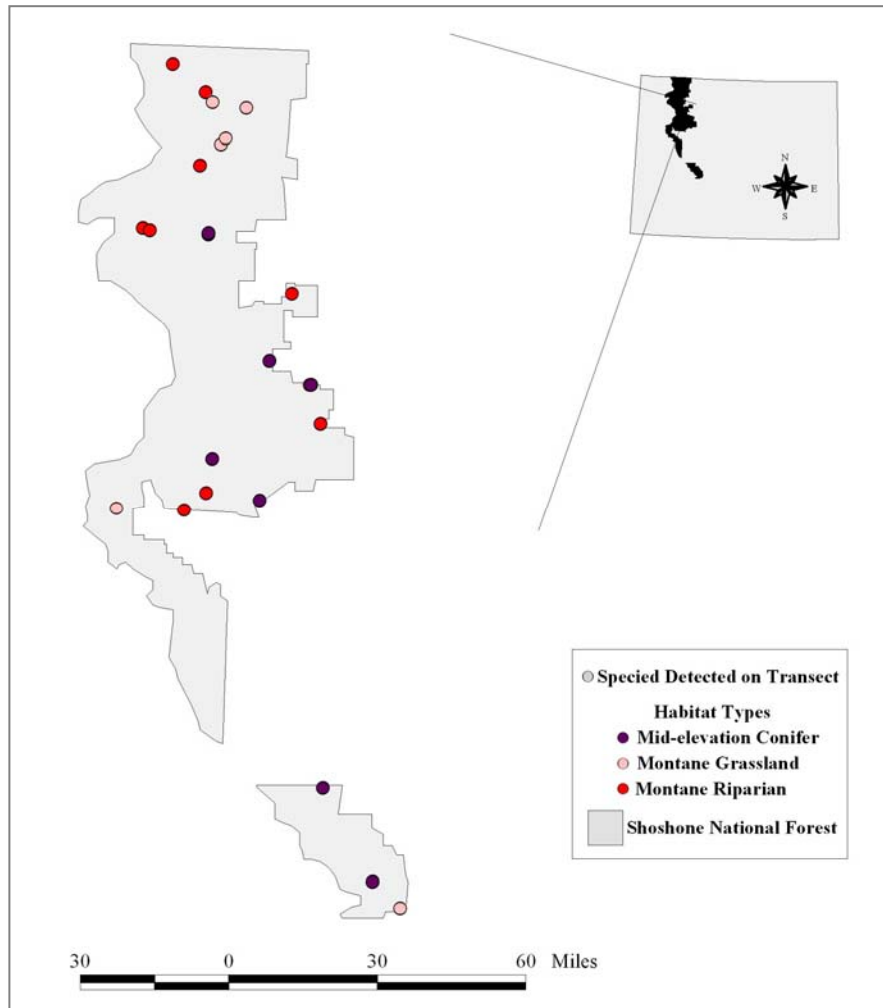 N
W E
S
Specied Detected on Transect
Habitat Types
Mid-elevation Conifer
Montane Grassland
Montane Riparian
Shoshone National Forest
30 0 30 60 Miles